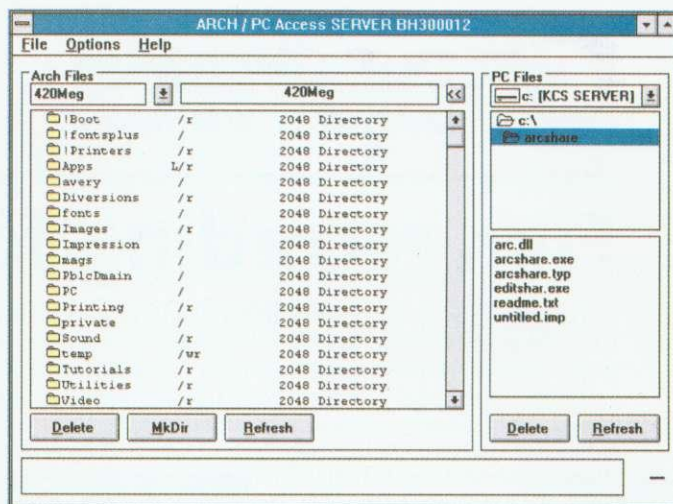 ARCH / PC Access SERVER BH300012
File Options Help
Arch Files
420Meg 420Meg <<
!Boot /r 2048 Directory
!fontsplus / 2048 Directory
!Printers /r 2048 Directory
Apps L/r 2048 Directory
avery / 2048 Directory
Diversions /r 2048 Directory
fonts / 2048 Directory
Images /r 2048 Directory
Impression / 2048 Directory
mags / 2048 Directory
PblcDmain / 2048 Directory
PC / 2048 Directory
Printing /r 2048 Directory
private / 2048 Directory
Sound /r 2048 Directory
temp /wr 2048 Directory
Tutorials /r 2048 Directory
Utilities /r 2048 Directory
Video /r 2048 Directory
Delete MkDir Refresh
PC Files
c: [KCS SERVER]
c:\
arcshare
arc.dll
arcshare.exe
arcshare.typ
editshar.exe
readme.txt
untitled.imp
Delete Refresh